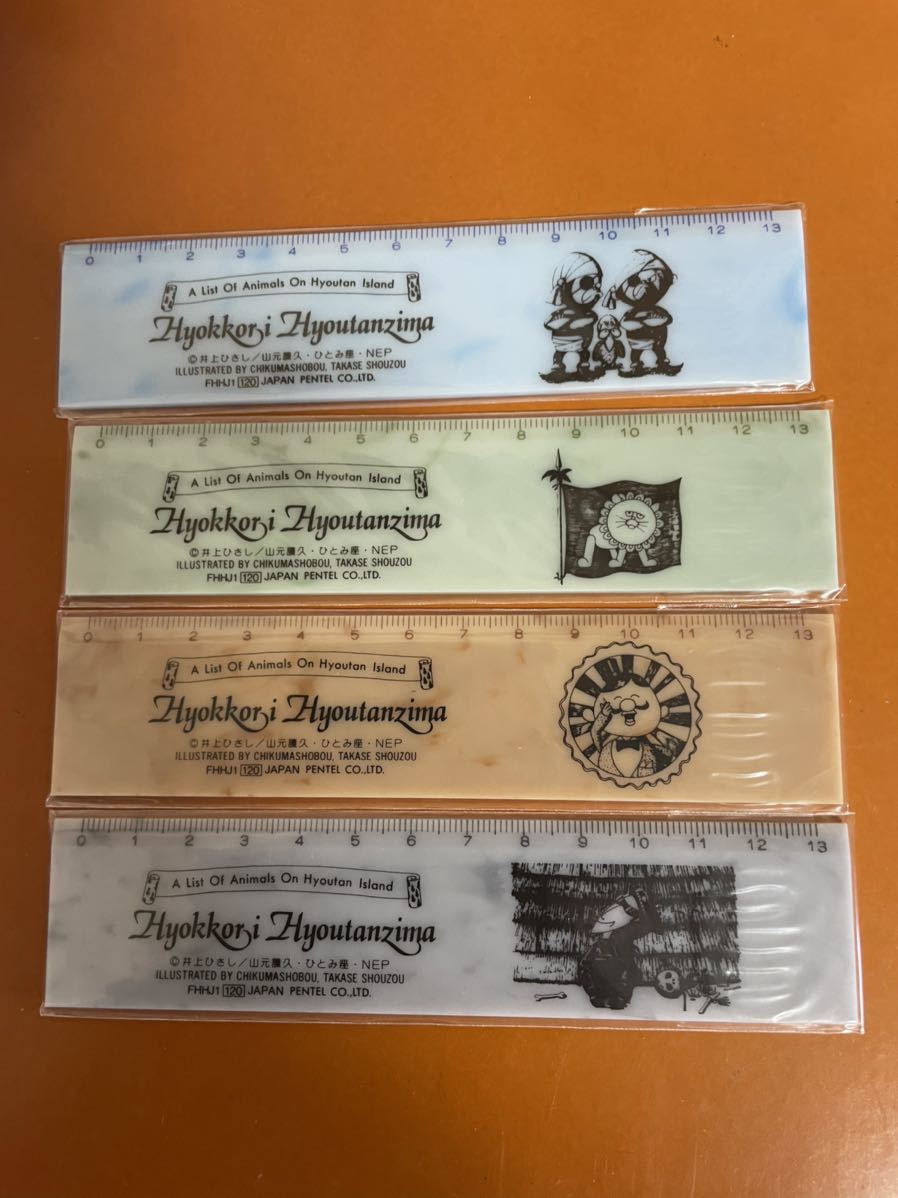 0 1 2 3 4 5 6 7 8 9 10 11 12 13
A List Of Animals On Hyoutan Island
Hyokkori Hyoutanzima
©井上ひさし/山元護久・ひとみ座・NEP
ILLUSTRATED BY CHIKUMASHOBOU, TAKASE SHOUZOU
FHHJ1 120 JAPAN PENTEL CO.,LTD.
0 1 2 3 4 5 6 7 8 9 10 11 12 13
A List Of Animals On Hyoutan Island
Hyokkori Hyoutanzima
©井上ひさし/山元護久・ひとみ座・NEP
ILLUSTRATED BY CHIKUMASHOBOU, TAKASE SHOUZOU
FHHJ1 120 JAPAN PENTEL CO.,LTD.
0 1 2 3 4 5 6 7 8 9 10 11 12 13
A List Of Animals On Hyoutan Island
Hyokkori Hyoutanzima
©井上ひさし/山元護久・ひとみ座・NEP
ILLUSTRATED BY CHIKUMASHOBOU, TAKASE SHOUZOU
FHHJ1 120 JAPAN PENTEL CO.,LTD.
0 1 2 3 4 5 6 7 8 9 10 11 12 13
A List Of Animals On Hyoutan Island
Hyokkori Hyoutanzima
©井上ひさし/山元護久・ひとみ座・NEP
ILLUSTRATED BY CHIKUMASHOBOU, TAKASE SHOUZOU
FHHJ1 120 JAPAN PENTEL CO.,LTD.